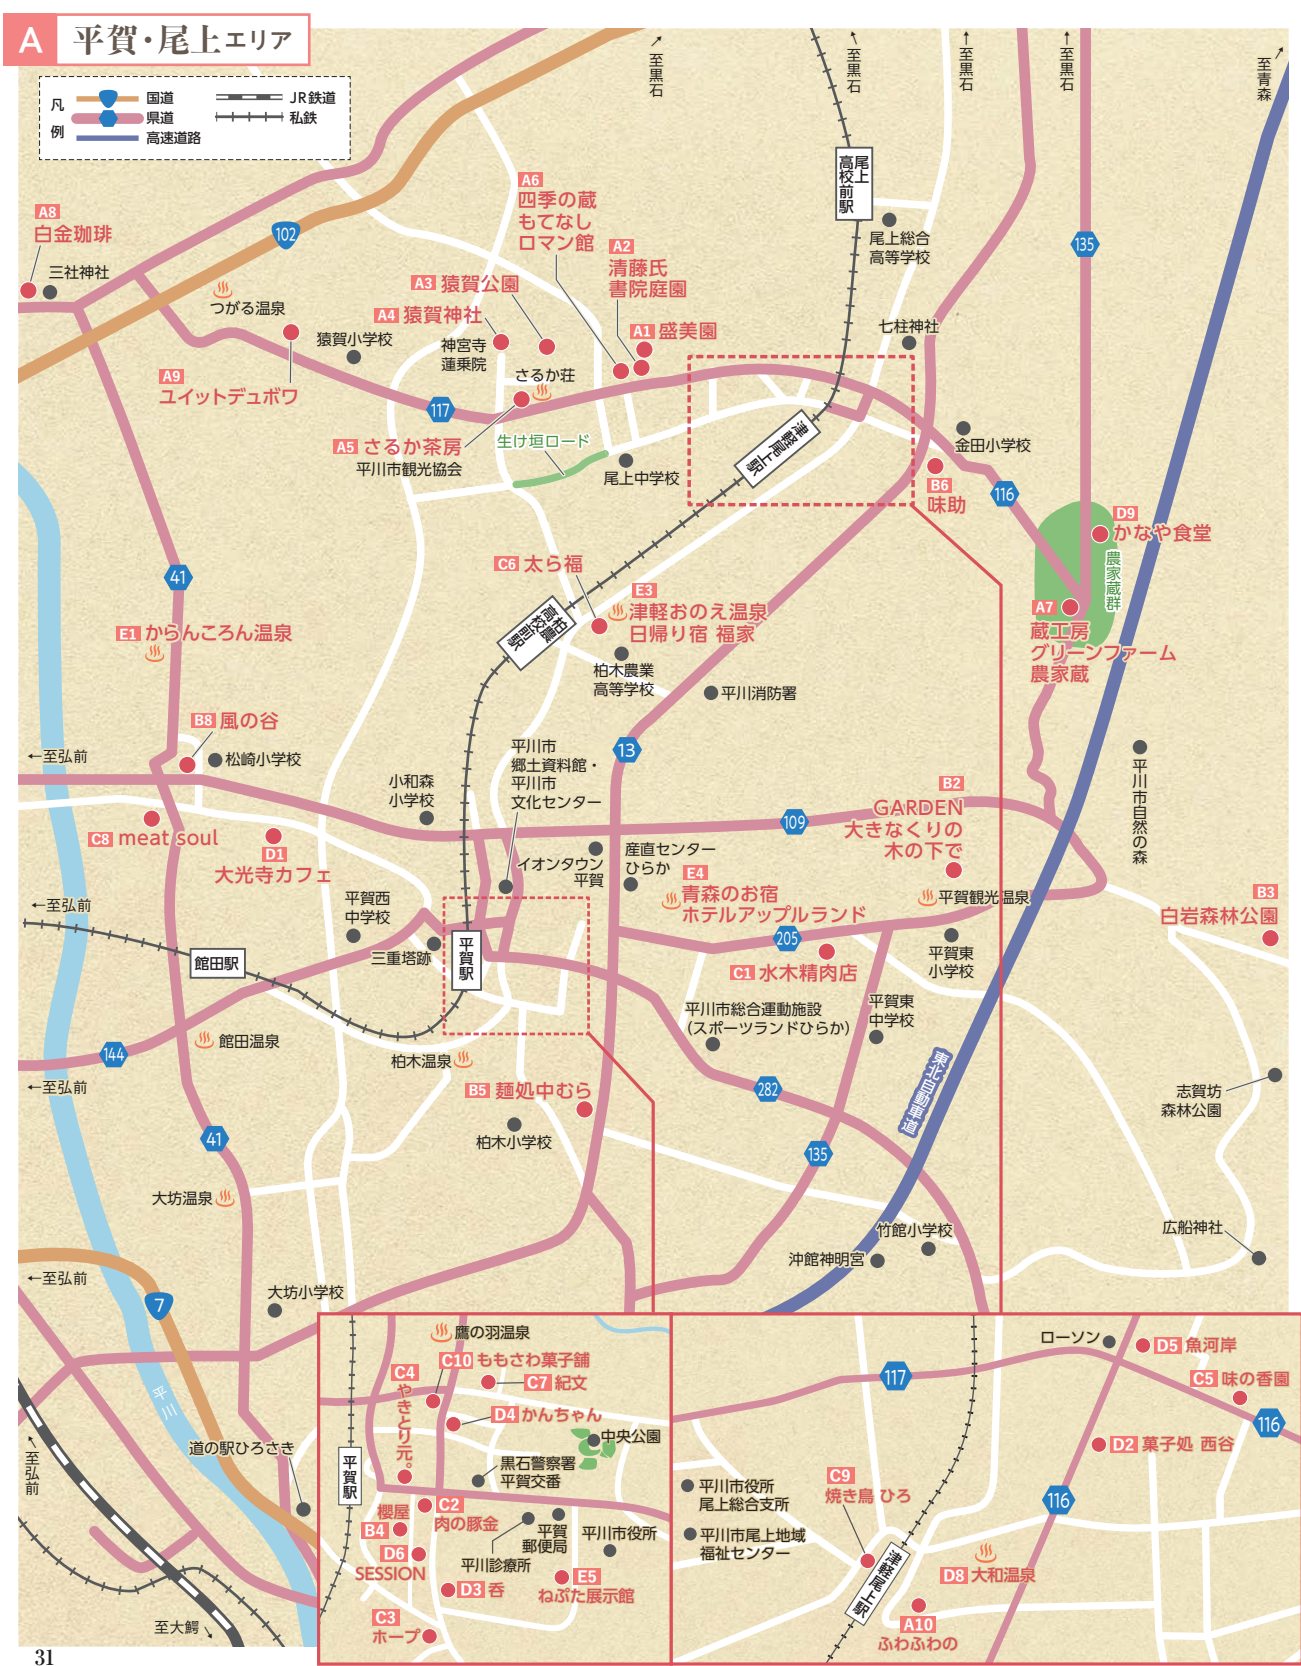 A 平賀・尾上エリア
凡例
国道
県道
高速道路
JR鉄道
私鉄
↑至黒石
↑至黒石
↑至黒石
↑至黒石
↑至青森
尾上高校前駅
A8
白金珈琲
三社神社
102
つがる温泉
A9
ユイットデュボワ
猿賀小学校
A3 猿賀公園
A4 猿賀神社
神宮寺
蓮乗院
さるか荘
117
A5 さるか茶房
平川市観光協会
生け垣ロード
A6
四季の蔵
もてなし
ロマン館
A2
清藤氏
書院庭園
A1 盛美園
尾上総合
高等学校
七柱神社
135
津軽尾上駅
尾上中学校
金田小学校
B6
味助
116
D9
かなや食堂
農家蔵群
A7
蔵工房
グリーンファーム
農家蔵
41
E1 からんころん温泉
C6 太ら福
E3
津軽おのえ温泉
日帰り宿 福家
柏農高校前駅
柏木農業
高等学校
平川消防署
13
B8 風の谷
←至弘前
松崎小学校
小和森
小学校
平川市
郷土資料館・
平川市
文化センター
C8 meat soul
D1
大光寺カフェ
109
B2
GARDEN
大きなくりの
木の下で
平川市自然の森
イオンタウン
平賀
産直センター
ひらか
E4
青森のお宿
ホテルアップルランド
平賀観光温泉
B3
白岩森林公園
←至弘前
平賀西
中学校
三重塔跡
平賀駅
館田駅
205
C1 水木精肉店
平賀東
小学校
平賀東
中学校
平川市総合運動施設
(スポーツランドひらか)
館田温泉
144
柏木温泉
←至弘前
B5 麺処中むら
柏木小学校
282
東北自動車道
志賀坊
森林公園
41
大坊温泉
135
竹館小学校
沖館神明宮
広船神社
←至弘前
7
大坊小学校
平川
道の駅ひろさき
↑至弘前
至大鰐↘
鷹の羽温泉
C10 ももさわ菓子舗
C4
やきとり元。
C7 紀文
D4 かんちゃん
中央公園
黒石警察署
平賀交番
平賀駅
櫻屋
B4
C2
肉の豚金
D6
SESSION
平川診療所
平賀
郵便局
平川市役所
D3 呑
E5
ねぷた展示館
C3
ホープ
ローソン
D5 魚河岸
117
C5 味の香園
116
D2 菓子処 西谷
平川市役所
尾上総合支所
平川市尾上地域
福祉センター
C9
焼き鳥 ひろ
116
津軽尾上駅
D8 大和温泉
A10
ふわふわの
31